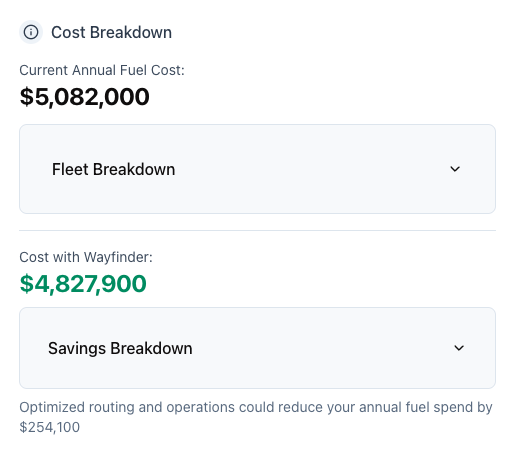 Cost Breakdown
Current Annual Fuel Cost:
$5,082,000
Fleet Breakdown
Cost with Wayfinder:
$4,827,900
Savings Breakdown
Optimized routing and operations could reduce your annual fuel spend by
$254,100